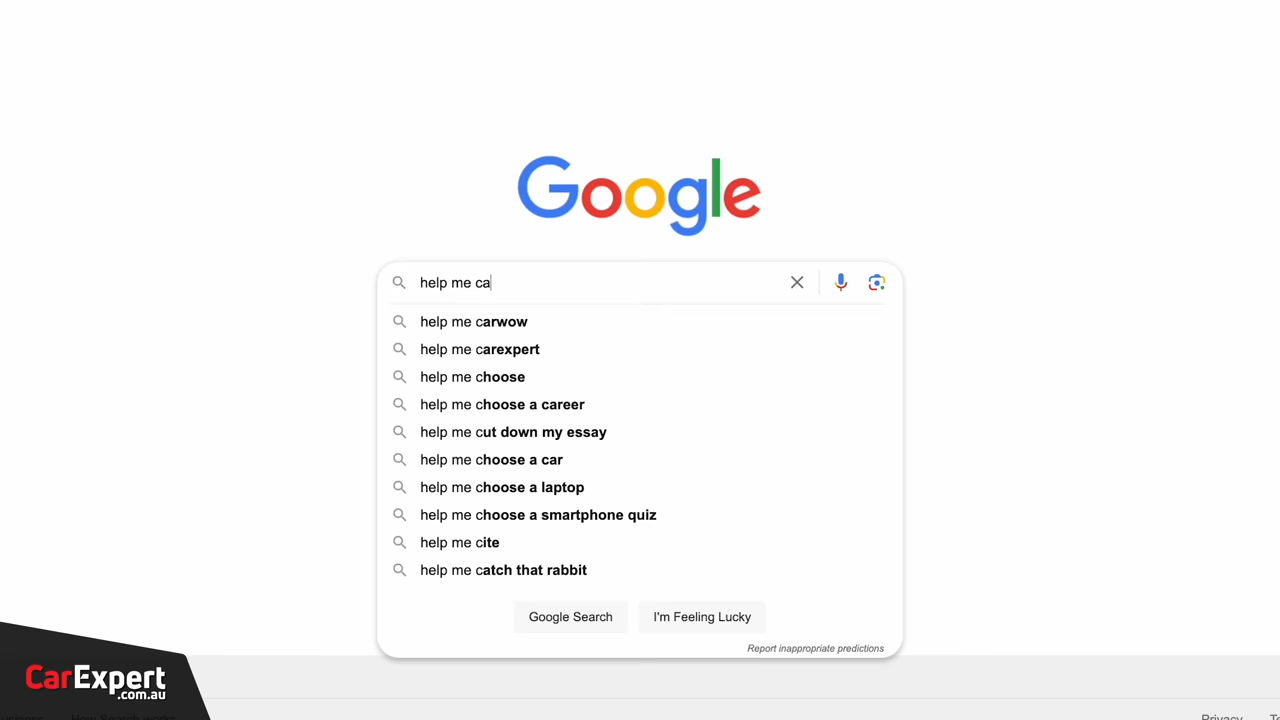 Google
help me ca
help me carwow
help me carexpert
help me choose
help me choose a career
help me cut down my essay
help me choose a car
help me choose a laptop
help me choose a smartphone quiz
help me cite
help me catch that rabbit
Google Search
I'm Feeling Lucky
Report inappropriate predictions
CarExpert
.com.au
Privacy